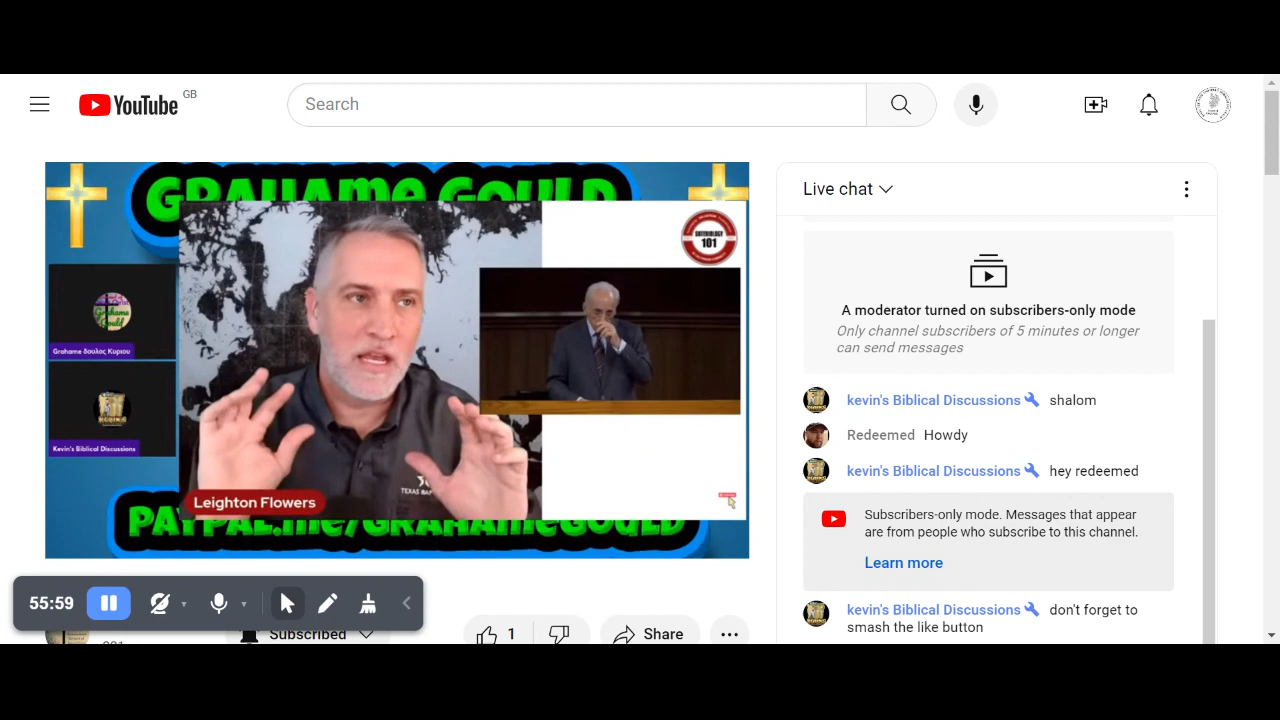 YouTube GB
Search
GRAHAME GOULD
SOTERIOLOGY
101
Grahame Gould
Grahame δουλος Κυριου
Kevin's Biblical Discussions
Leighton Flowers
TEXAS BAP
PAYPAL.me/GRAHAMEGOULD
55:59
Subscribed
1
Share
Live chat
A moderator turned on subscribers-only mode
Only channel subscribers of 5 minutes or longer
can send messages
kevin's Biblical Discussions shalom
Redeemed Howdy
kevin's Biblical Discussions hey redeemed
Subscribers-only mode. Messages that appear
are from people who subscribe to this channel.
Learn more
kevin's Biblical Discussions don't forget to
smash the like button